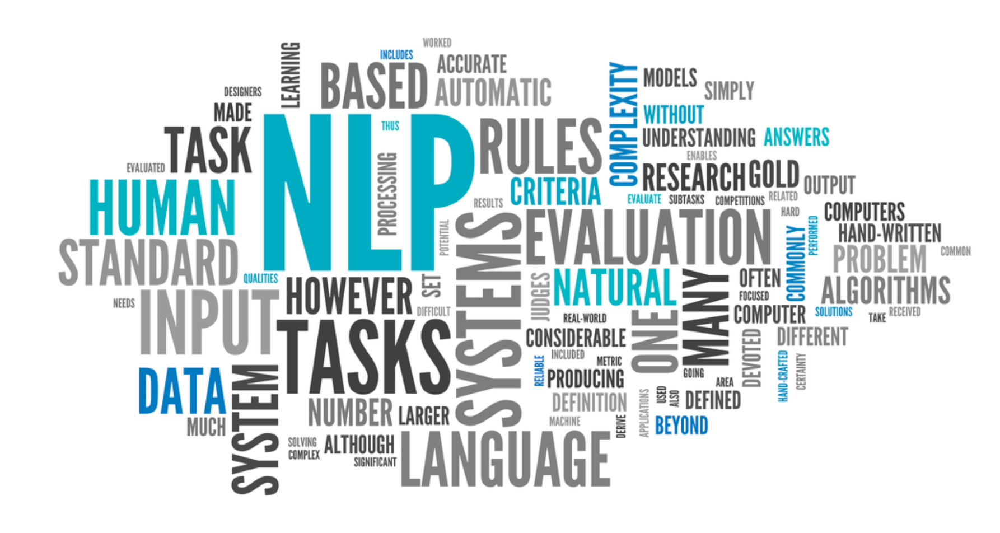 WORKED
LEARNING
INCLUDES
BASED
ACCURATE
AUTOMATIC
COMPLEXITY
MODELS
SIMPLY
DESIGNERS
MADE
TASK
EVALUATED
NLP
THUS
PROCESSING
POTENTIAL
RULES
WITHOUT
UNDERSTANDING
ANSWERS
ENABLES
RESEARCH
GOLD
OUTPUT
HUMAN
STANDARD
QUALITIES
RESULTS
CRITERIA
EVALUATE
SUBTASKS
COMPETITIONS
RELATED
HARD
COMPUTERS
HAND-WRITTEN
PERFORMED
COMMONLY
PROBLEM
COMMON
EVALUATION
SYSTEMS
NEEDS
INPUT
HOWEVER
SET
DIFFICULT
TASKS
JUDGES
NATURAL
MANY
OFTEN
FOCUSED
COMPUTER
ALGORITHMS
SOLUTIONS
TAKE
RECEIVED
DIFFERENT
REAL-WORLD
CONSIDERABLE
INCLUDED
ONE
RELIABLE
METRIC
PRODUCING
GOING
DEVOTED
HAND-CRAFTED
CERTAINTY
AREA
DATA
MUCH
SYSTEM
NUMBER
LARGER
DEFINITION
MACHINE
DERIVE
APPLICATIONS
USED
ALSO
DEFINED
BEYOND
SOLVING
COMPLEX
ALTHOUGH
SIGNIFICANT
LANGUAGE